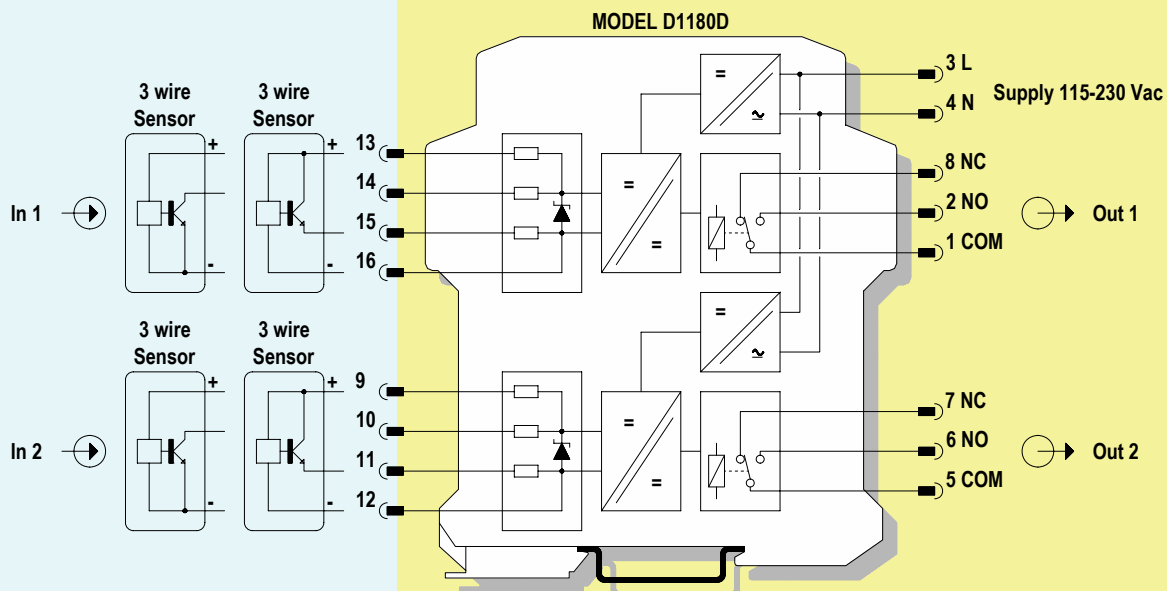 MODEL D1180D
3 L
Supply 115-230 Vac
4 N
3 wire
Sensor
3 wire
Sensor
+
+
-
-
In 1
13
14
15
16
=
~
=
=
8 NC
2 NO
1 COM
Out 1
3 wire
Sensor
3 wire
Sensor
+
+
-
-
In 2
9
10
11
12
=
~
=
=
7 NC
6 NO
5 COM
Out 2